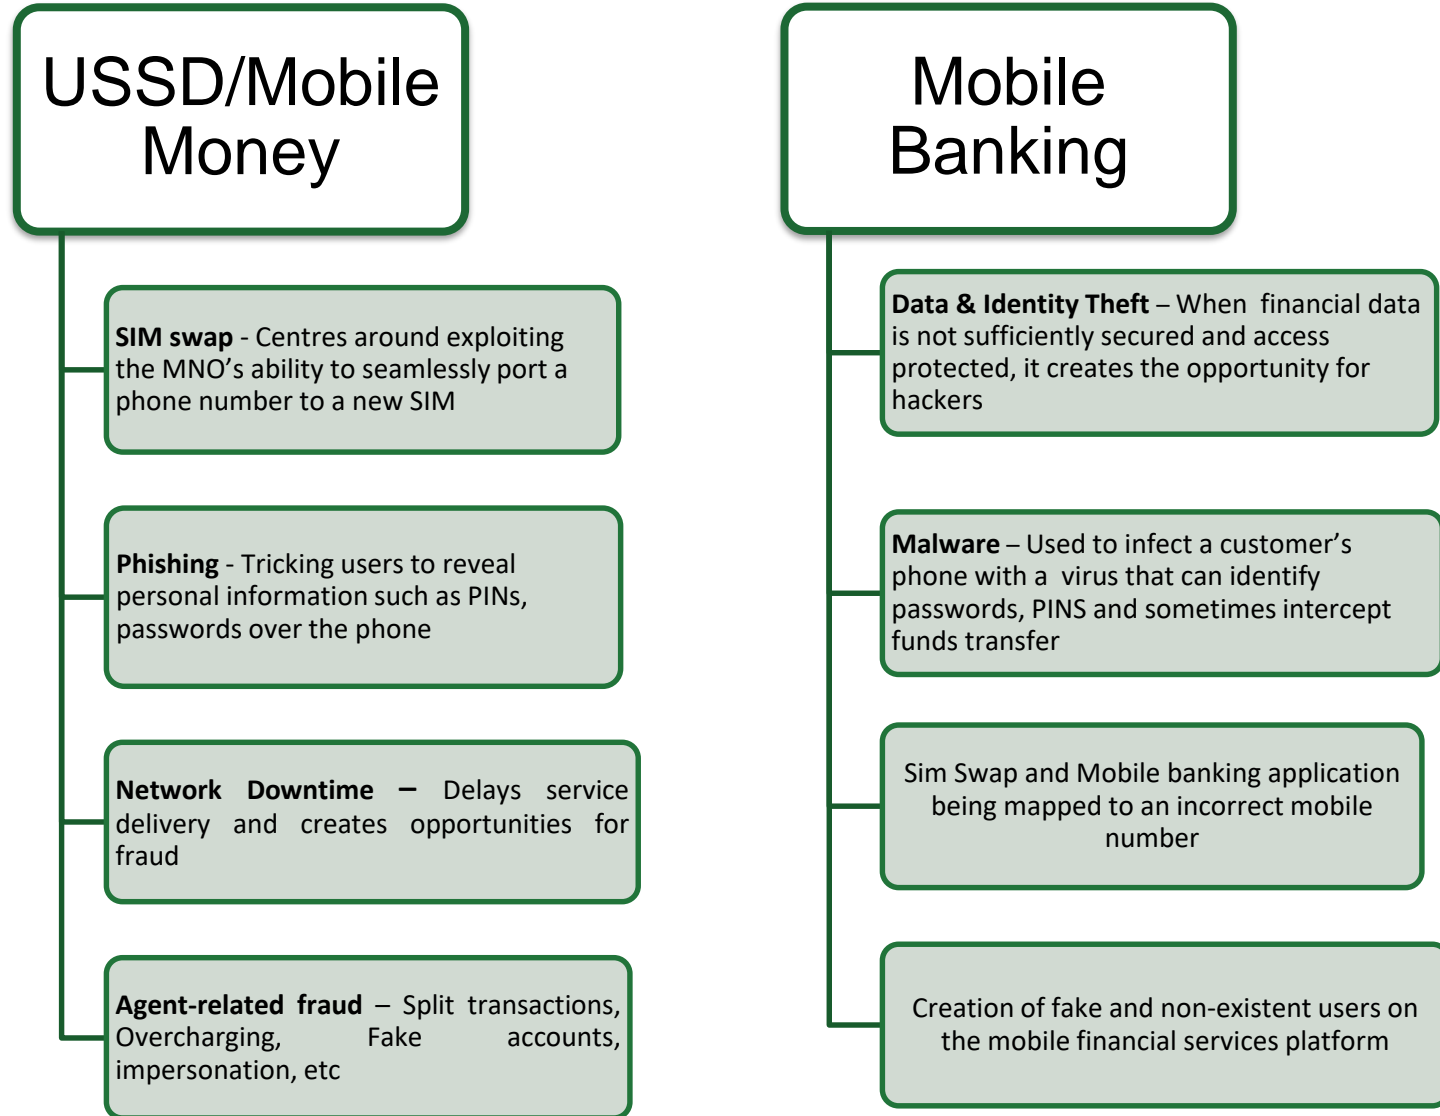 USSD/Mobile
Money
SIM swap - Centres around exploiting
the MNO’s ability to seamlessly port a
phone number to a new SIM
Phishing - Tricking users to reveal
personal information such as PINs,
passwords over the phone
Network Downtime – Delays service
delivery and creates opportunities for
fraud
Agent-related fraud – Split transactions,
Overcharging, Fake accounts,
impersonation, etc
Mobile
Banking
Data & Identity Theft – When financial data
is not sufficiently secured and access
protected, it creates the opportunity for
hackers
Malware – Used to infect a customer’s
phone with a virus that can identify
passwords, PINS and sometimes intercept
funds transfer
Sim Swap and Mobile banking application
being mapped to an incorrect mobile
number
Creation of fake and non-existent users on
the mobile financial services platform